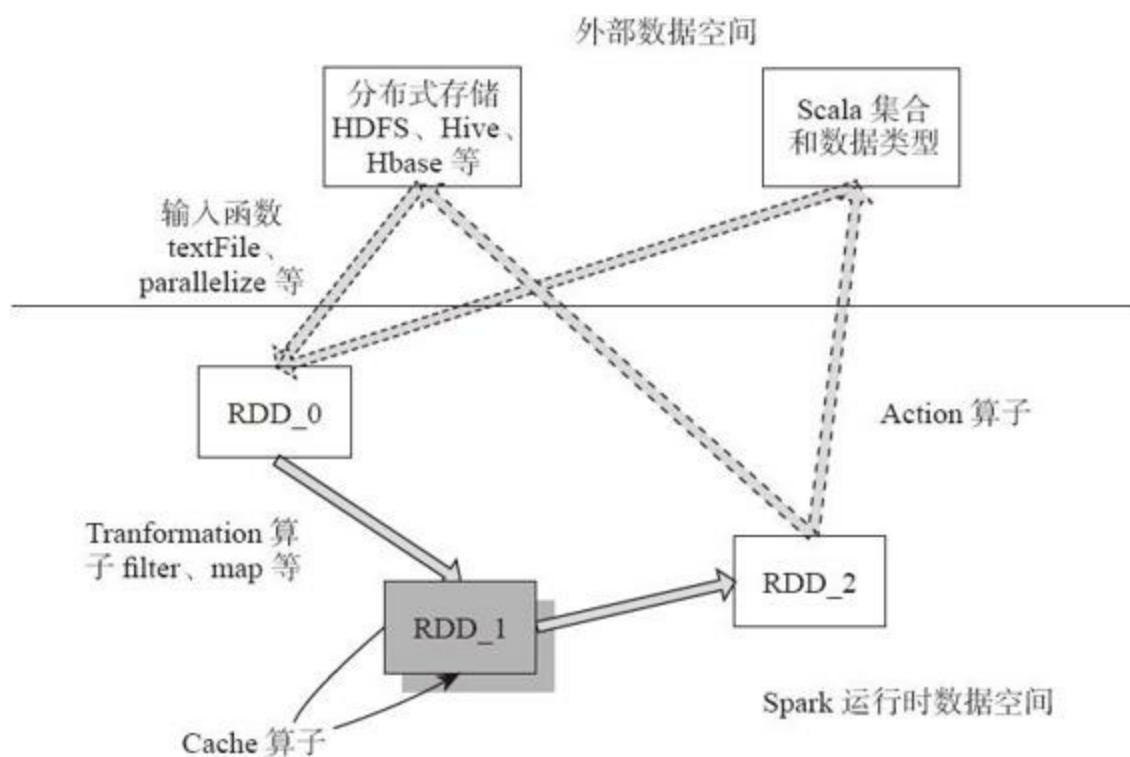 外部数据空间
分布式存储
HDFS、Hive、
Hbase 等
Scala 集合
和数据类型
输入函数
textFile、
parallelize 等
RDD_0
Action 算子
Tranformation 算
子 filter、map 等
RDD_2
RDD_1
Spark 运行时数据空间
Cache 算子